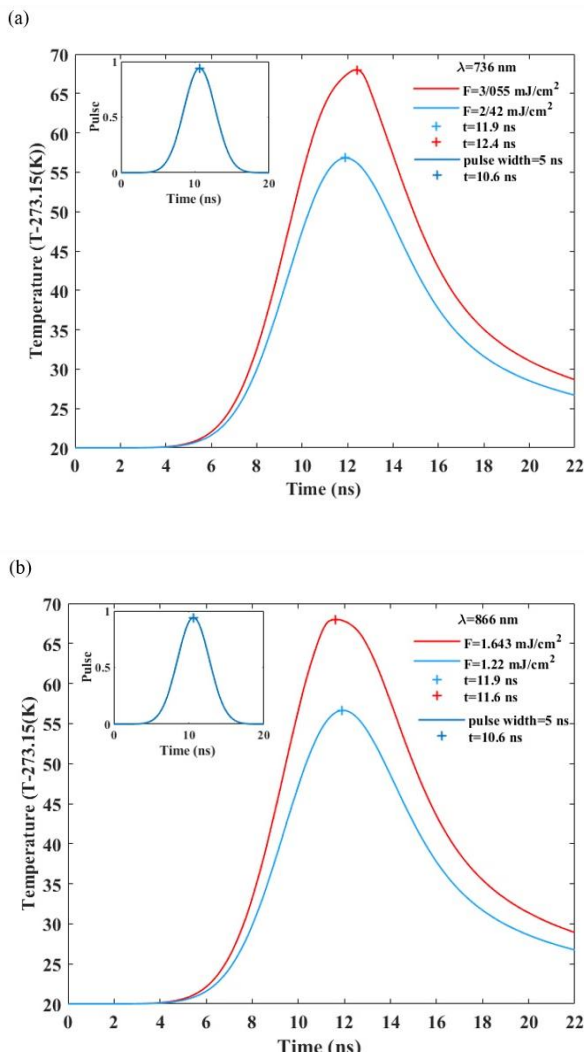 (a)
70
65
60
55
50
45
40
35
30
25
20
0 2 4 6 8 10 12 14 16 18 20 22
Temperature (T-273.15(K))
Time (ns)
1
0.5
0
0 10 20
Pulse
Time (ns)
λ=736 nm
F=3/055 mJ/cm²
F=2/42 mJ/cm²
t=11.9 ns
t=12.4 ns
pulse width=5 ns
t=10.6 ns
(b)
70
65
60
55
50
45
40
35
30
25
20
0 2 4 6 8 10 12 14 16 18 20 22
Temperature (T-273.15(K)
Time (ns)
1
0.5
0
0 10 20
Pulse
Time (ns)
λ=866 nm
F=1.643 mJ/cm²
F=1.22 mJ/cm²
t=11.9 ns
t=11.6 ns
pulse width=5 ns
t=10.6 ns